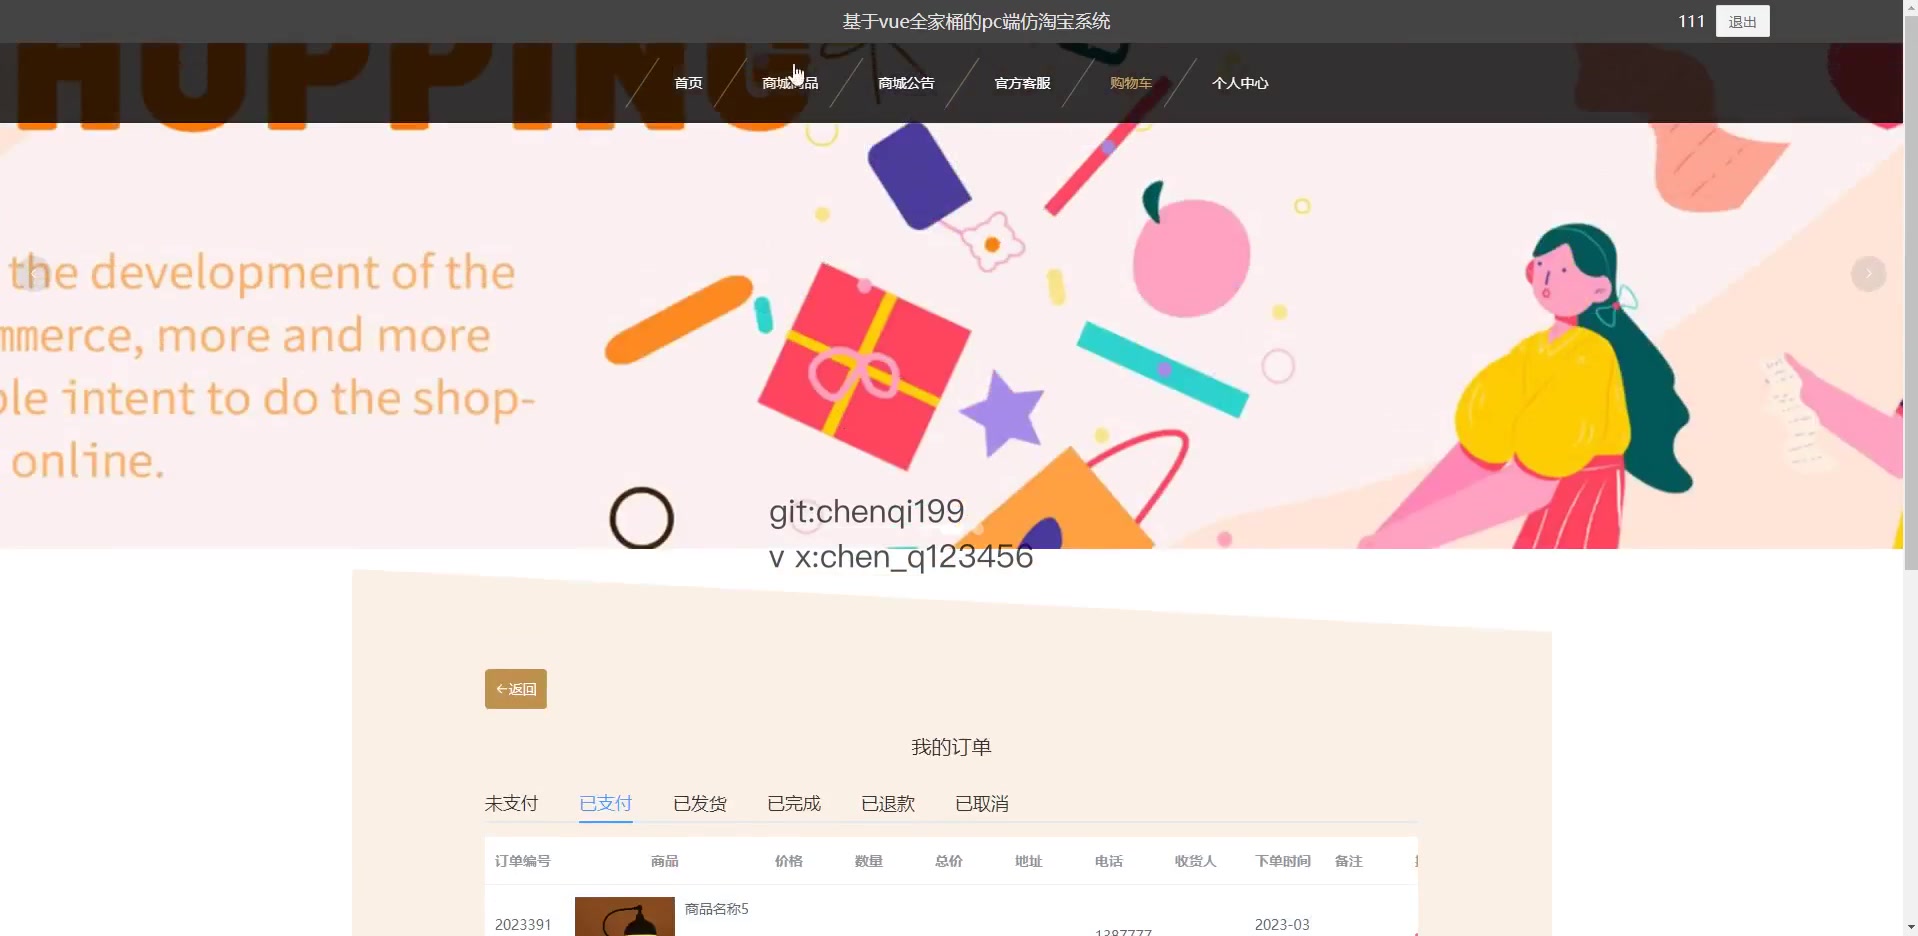 基于vue全家桶的pc端仿淘宝系统
111
退出
HUPPING
首页
商城商品
商城公告
官方客服
购物车
个人中心
the development of the
mmerce, more and more
ple intent to do the shop-
online.
git:chenqi199
v x:chen_q123456
←返回
我的订单
未支付
已支付
已发货
已完成
已退款
已取消
订单编号
商品
价格
数量
总价
地址
电话
收货人
下单时间
备注
2023391
商品名称5
1387777
2023-03